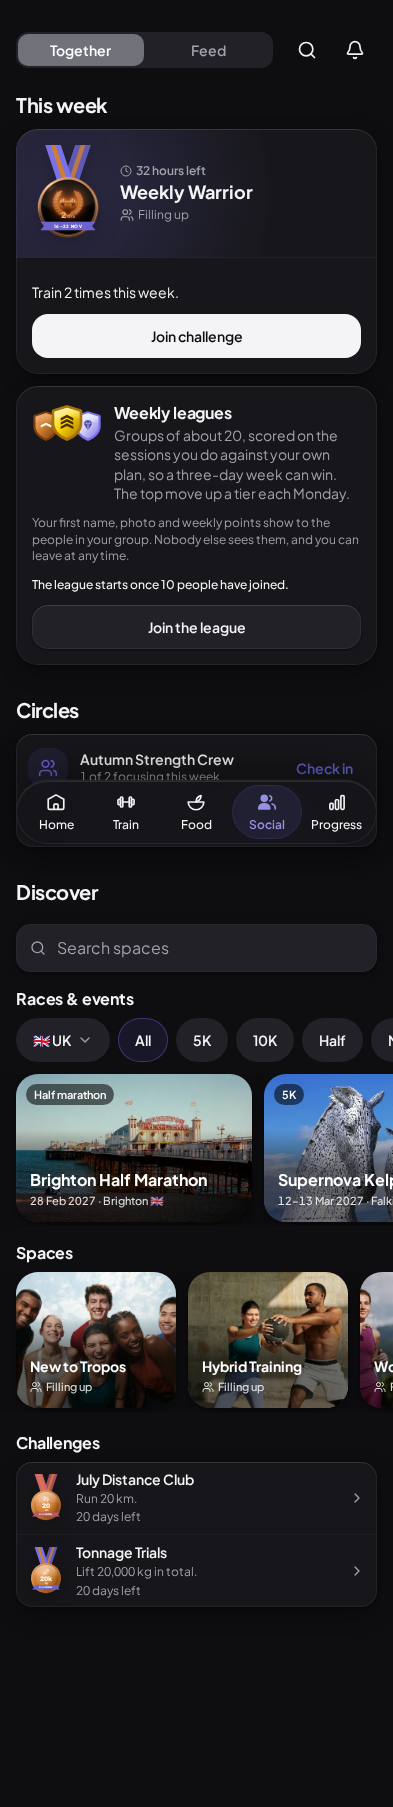 Together
Feed
This week
32 hours left
Weekly Warrior
Filling up
Train 2 times this week.
Join challenge
Weekly leagues
Groups of about 20, scored on the
sessions you do against your own
plan, so a three-day week can win.
The top move up a tier each Monday.
Your first name, photo and weekly points show to the
people in your group. Nobody else sees them, and you can
leave at any time.
The league starts once 10 people have joined.
Join the league
Circles
Autumn Strength Crew
1 of 2 focusing this week
Check in
Home
Train
Food
Social
Progress
Discover
Search spaces
Races & events
UK
All
5K
10K
Half
Half marathon
Brighton Half Marathon
28 Feb 2027 · Brighton 🇬🇧
5K
Supernova Kelp
12–13 Mar 2027 · Falk
Spaces
New to Tropos
Filling up
Hybrid Training
Filling up
Wo
Challenges
July Distance Club
Run 20 km.
20 days left
Tonnage Trials
Lift 20,000 kg in total.
20 days left